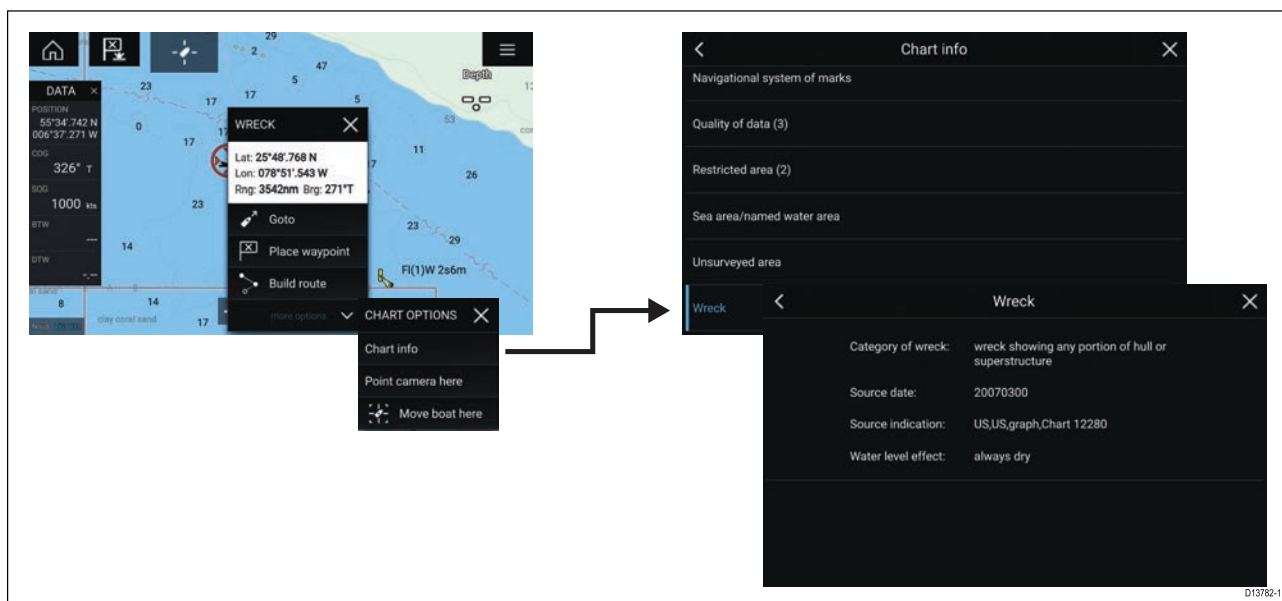 29
2
47
5
Depth
23
17
17
5
DATA ×
POSITION
55°34'.742 N
006°37'.271 W
COG
326° T
SOG
1000 kts
BTW
---
DTW
-.--
0
17
17
53
WRECK
Lat: 25°48'.768 N
Lon: 078°51'.543 W
Rng: 3542nm Brg: 271°T
7
11
26
23
Goto
Place waypoint
Build route
more options
14
23
29
Fl(1)W 2s6m
8
14
clay coral sand
17
CHART OPTIONS
Chart info
Point camera here
Move boat here
Chart info
Navigational system of marks
Quality of data (3)
Restricted area (2)
Sea area/named water area
Unsurveyed area
Wreck
Wreck
Category of wreck: wreck showing any portion of hull or
superstructure
Source date: 20070300
Source indication: US,US,graph,Chart 12280
Water level effect: always dry
D13782-1